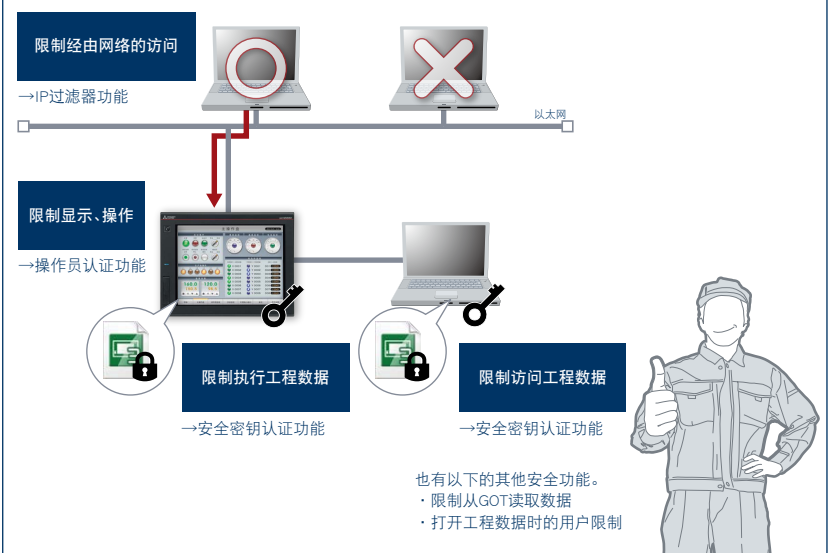 限制经由网络的访问
→IP过滤器功能
以太网
限制显示、操作
→操作员认证功能
限制执行工程数据
→安全密钥认证功能
限制访问工程数据
→安全密钥认证功能
也有以下的其他安全功能。
・限制从GOT读取数据
・打开工程数据时的用户限制